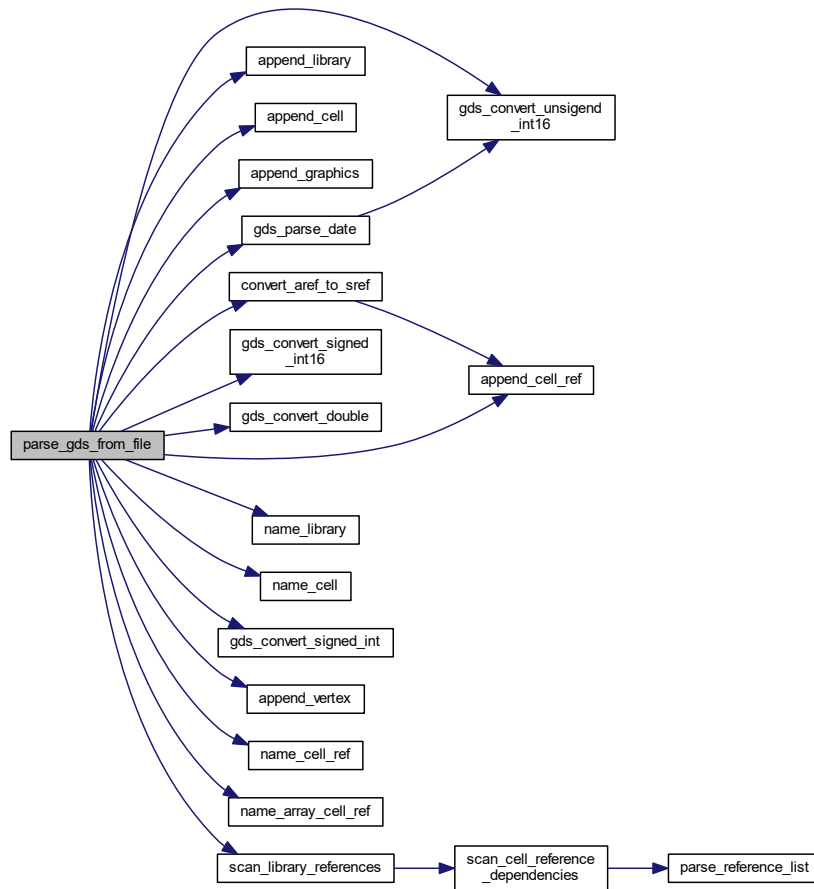 append_library
gds_convert_unsigend
_int16
append_cell
append_graphics
gds_parse_date
convert_aref_to_sref
gds_convert_signed
_int16
append_cell_ref
gds_convert_double
parse_gds_from_file
name_library
name_cell
gds_convert_signed_int
append_vertex
name_cell_ref
name_array_cell_ref
scan_library_references
scan_cell_reference
_dependencies
parse_reference_list